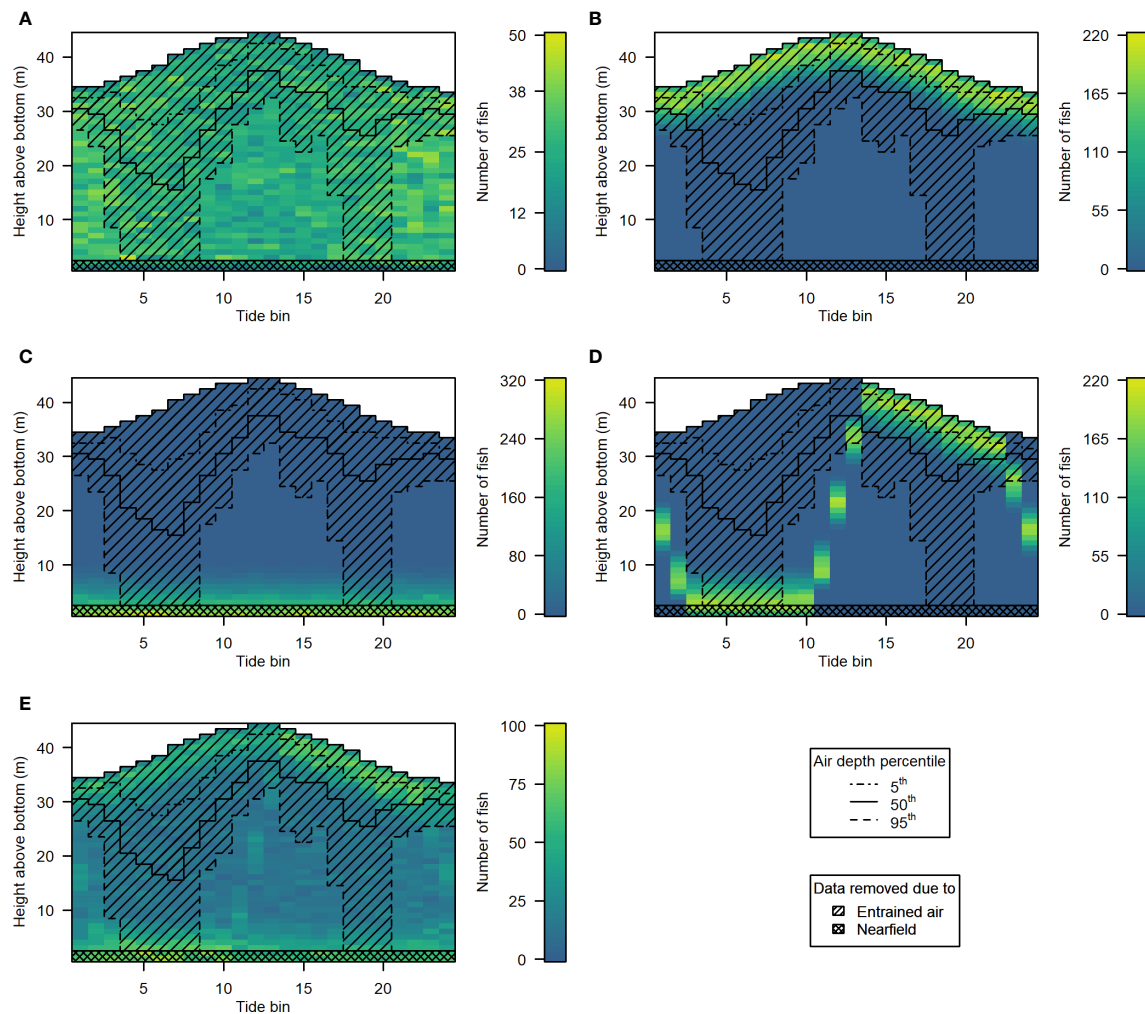 A
Height above bottom (m)
40
30
20
10
5
10
15
20
Tide bin
50
38
25
12
0
Number of fish
B
Height above bottom (m)
40
30
20
10
5
10
15
20
Tide bin
220
165
110
55
0
Number of fish
C
Height above bottom (m)
40
30
20
10
5
10
15
20
Tide bin
320
240
160
80
0
Number of fish
D
Height above bottom (m)
40
30
20
10
5
10
15
20
Tide bin
220
165
110
55
0
Number of fish
E
Height above bottom (m)
40
30
20
10
5
10
15
20
Tide bin
100
75
50
25
0
Number of fish
Air depth percentile
5th
50th
95th
Data removed due to
Entrained air
Nearfield